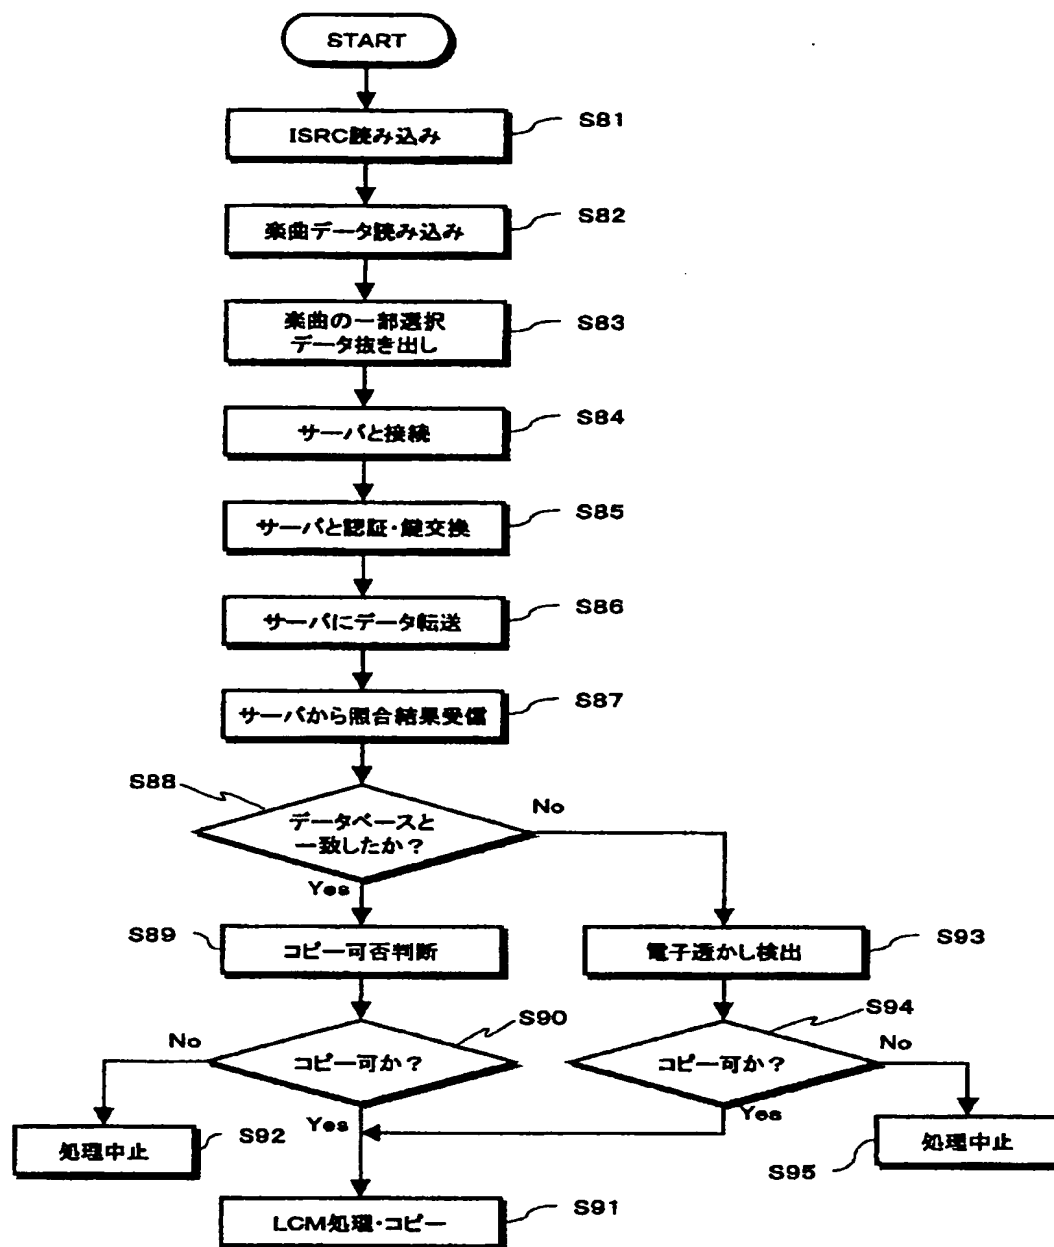 START
ISRC読み込み
S81
楽曲データ読み込み
S82
楽曲の一部選択
データ抜き出し
S83
サーバと接続
S84
サーバと認証・鍵交換
S85
サーバにデータ転送
S86
サーバから照合結果受信
S87
S88
データベースと
一致したか？
No
Yes
S89
コピー可否判断
電子透かし検出
S93
S90
コピー可か？
No
Yes
S94
コピー可か？
No
Yes
処理中止
S92
処理中止
S95
LCM処理・コピー
S91